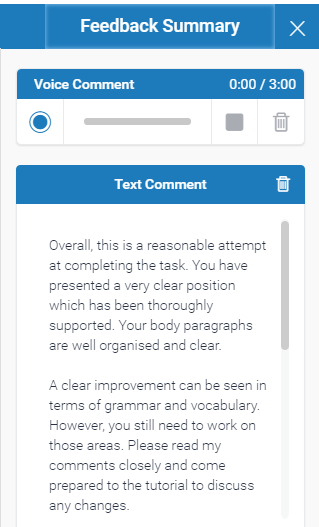 Feedback Summary
Voice Comment 0:00 / 3:00
Text Comment
Overall, this is a reasonable attempt
at completing the task. You have
presented a very clear position
which has been thoroughly
supported. Your body paragraphs
are well organised and clear.
A clear improvement can be seen in
terms of grammar and vocabulary.
However, you still need to work on
those areas. Please read my
comments closely and come
prepared to the tutorial to discuss
any changes.